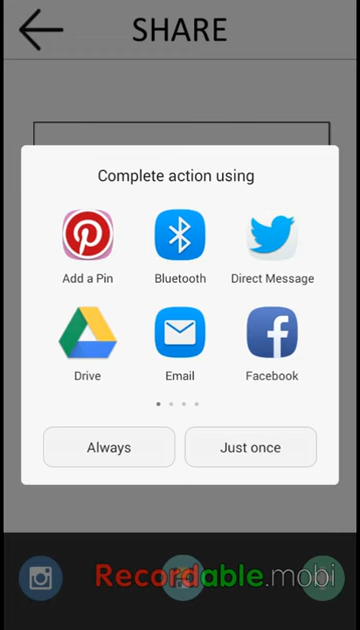 SHARE
Complete action using
Add a Pin
Bluetooth
Direct Message
Drive
Email
Facebook
Always
Just once
Recordable.mobi